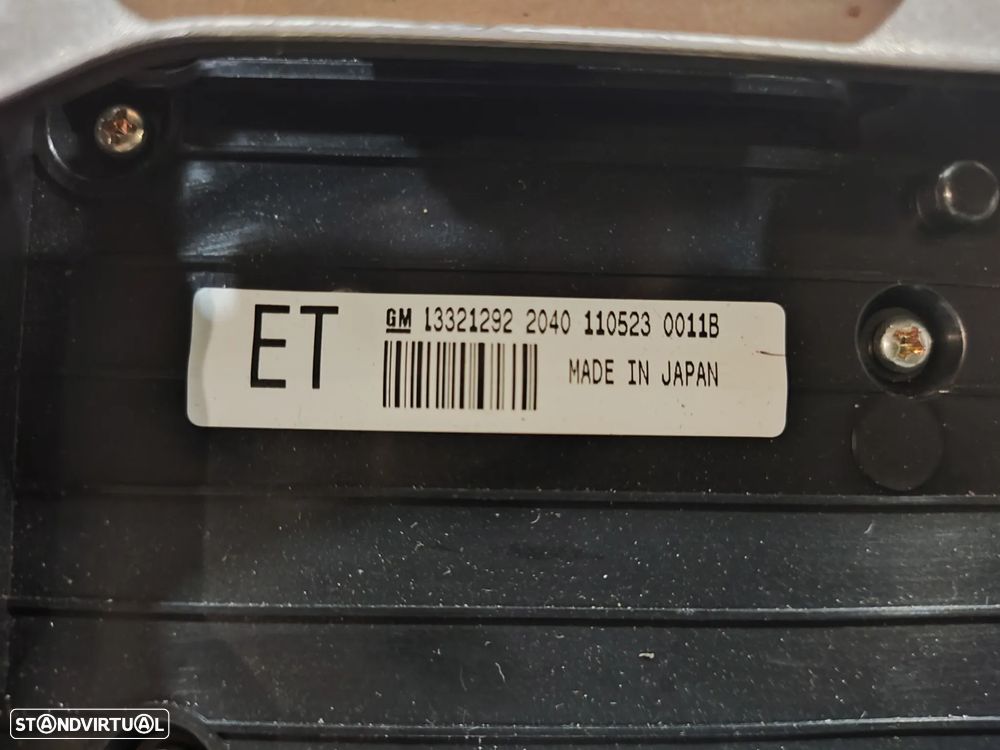 ET
GM 13321292 2040 110523 0011B
MADE IN JAPAN
STANDVIRTUAL